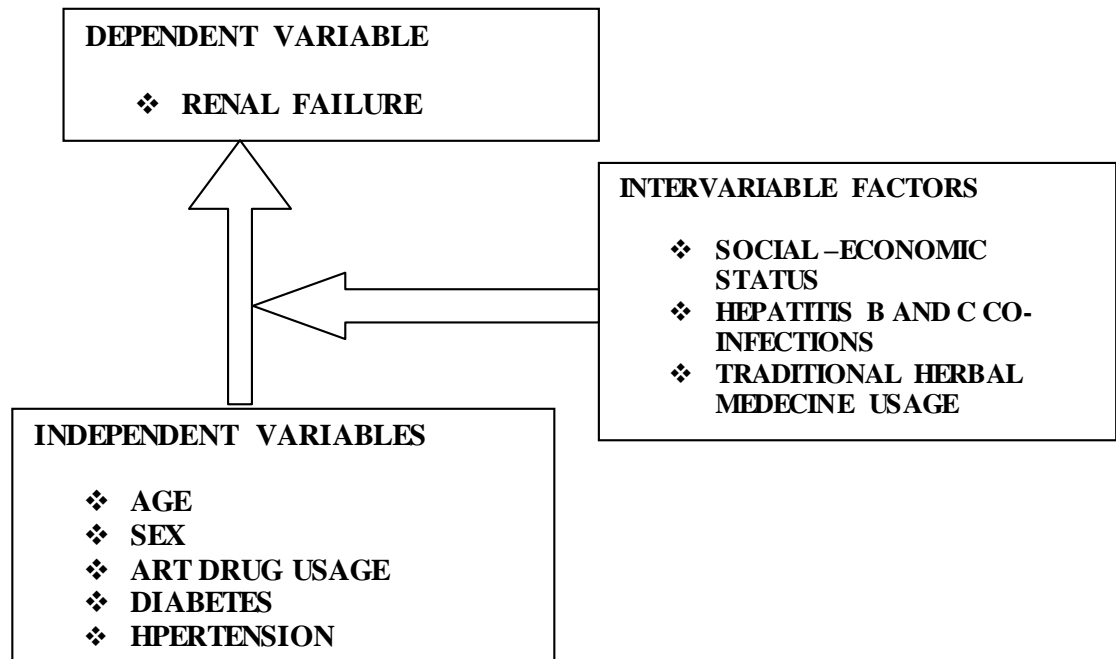 DEPENDENT VARIABLE
❖ RENAL FAILURE
INTERVARIABLE FACTORS
❖ SOCIAL –ECONOMIC
STATUS
❖ HEPATITIS B AND C CO-
INFECTIONS
❖ TRADITIONAL HERBAL
MEDECINE USAGE
INDEPENDENT VARIABLES
❖ AGE
❖ SEX
❖ ART DRUG USAGE
❖ DIABETES
❖ HPERTENSION